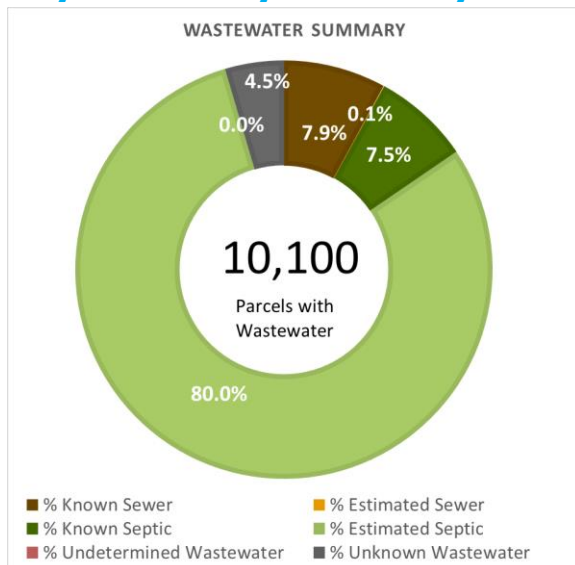 WASTEWATER SUMMARY
4.5%
0.0%
7.9%
0.1%
7.5%
10,100
Parcels with
Wastewater
80.0%
% Known Sewer
% Estimated Sewer
% Known Septic
% Estimated Septic
% Undetermined Wastewater
% Unknown Wastewater